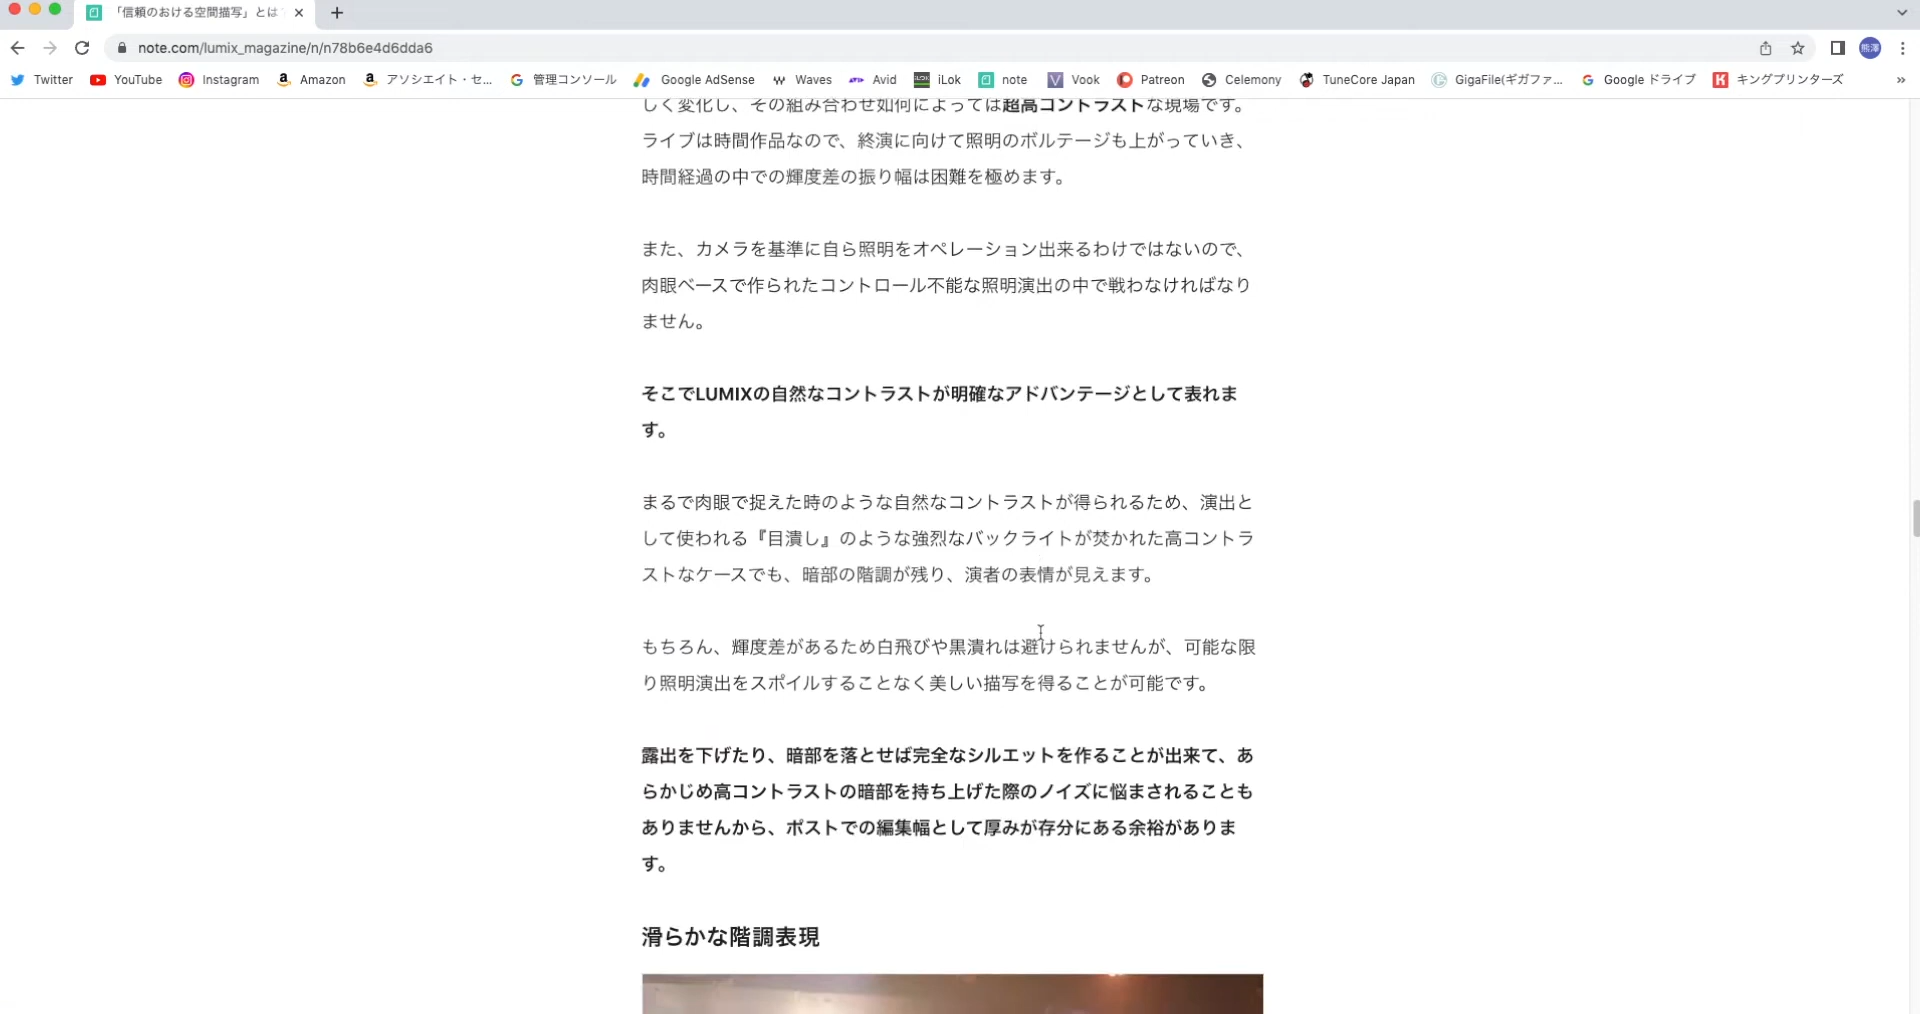 「信頼のおける空間描写」とは
note.com/lumix_magazine/n/n78b6e4d6dda6
熊澤
Twitter YouTube Instagram Amazon アソシエイト・セ... 管理コンソール Google AdSense Waves Avid iLok note Vook Patreon Celemony TuneCore Japan GigaFile(ギガファ... Google ドライブ キングプリンターズ »
しく変化し、その組み合わせ如何によっては超高コントラストな現場です。
ライブは時間作品なので、終演に向けて照明のボルテージも上がっていき、
時間経過の中での輝度差の振り幅は困難を極めます。
また、カメラを基準に自ら照明をオペレーション出来るわけではないので、
肉眼ベースで作られたコントロール不能な照明演出の中で戦わなければなり
ません。
そこでLUMIXの自然なコントラストが明確なアドバンテージとして表れま
す。
まるで肉眼で捉えた時のような自然なコントラストが得られるため、演出と
して使われる『目潰し』のような強烈なバックライトが焚かれた高コントラ
ストなケースでも、暗部の階調が残り、演者の表情が見えます。
もちろん、輝度差があるため白飛びや黒潰れは避けられませんが、可能な限
り照明演出をスポイルすることなく美しい描写を得ることが可能です。
露出を下げたり、暗部を落とせば完全なシルエットを作ることが出来て、あ
らかじめ高コントラストの暗部を持ち上げた際のノイズに悩まされることも
ありませんから、ポストでの編集幅として厚みが存分にある余裕がありま
す。
滑らかな階調表現